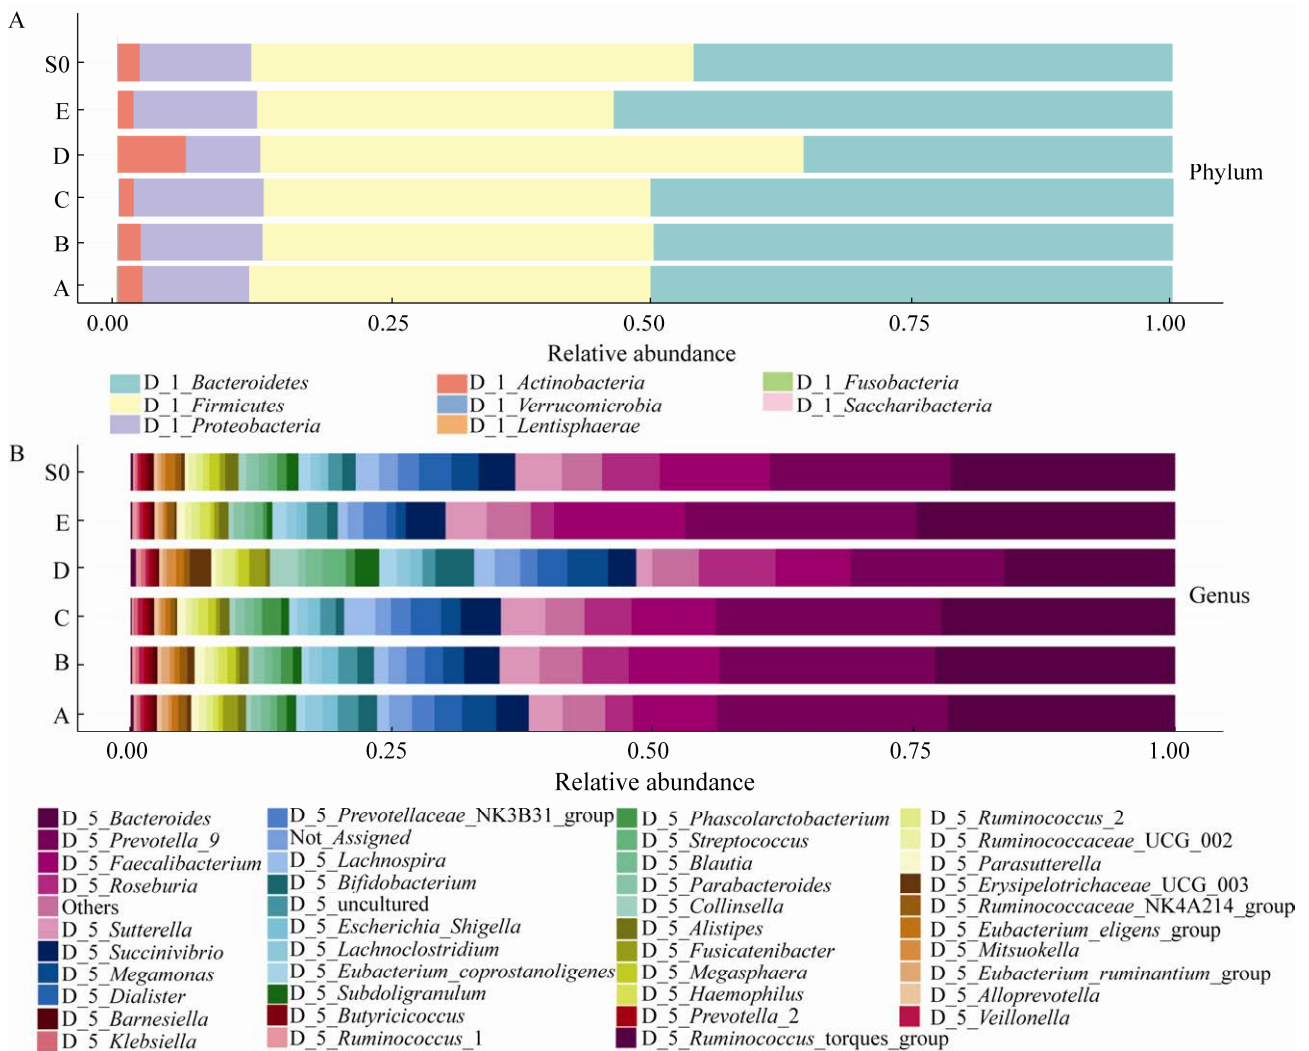 A
S0
E
D
C
B
A
Phylum
0.00 0.25 0.50 0.75 1.00
Relative abundance
D_1_Bacteroidetes D_1_Actinobacteria D_1_Fusobacteria
D_1_Firmicutes D_1_Verrucomicrobia D_1_Saccharibacteria
D_1_Proteobacteria D_1_Lentisphaerae
B
S0
E
D
C
B
A
Genus
0.00 0.25 0.50 0.75 1.00
Relative abundance
D_5_Bacteroides D_5_Prevotellaceae_NK3B31_group D_5_Phascolarctobacterium D_5_Ruminococcus_2
D_5_Prevotella_9 Not_Assigned D_5_Streptococcus D_5_Ruminococcaceae_UCG_002
D_5_Faecalibacterium D_5_Lachnospira D_5_Blautia D_5_Parasutterella
D_5_Roseburia D_5_Bifidobacterium D_5_Parabacteroides D_5_Erysipelotrichaceae_UCG_003
Others D_5_uncultured D_5_Collinsella D_5_Ruminococcaceae_NK4A214_group
D_5_Sutterella D_5_Escherichia_Shigella D_5_Alistipes D_5_Eubacterium_eligens_group
D_5_Succinivibrio D_5_Lachnoclostridium D_5_Fusicatenibacter D_5_Mitsuokella
D_5_Megamonas D_5_Eubacterium_coprostanoligenes D_5_Megasphaera D_5_Eubacterium_ruminantium_group
D_5_Dialister D_5_Subdoligranulum D_5_Haemophilus D_5_Alloprevotella
D_5_Barnesiella D_5_Butyricicoccus D_5_Prevotella_2 D_5_Veillonella
D_5_Klebsiella D_5_Ruminococcus_1 D_5_Ruminococcus_torques_group